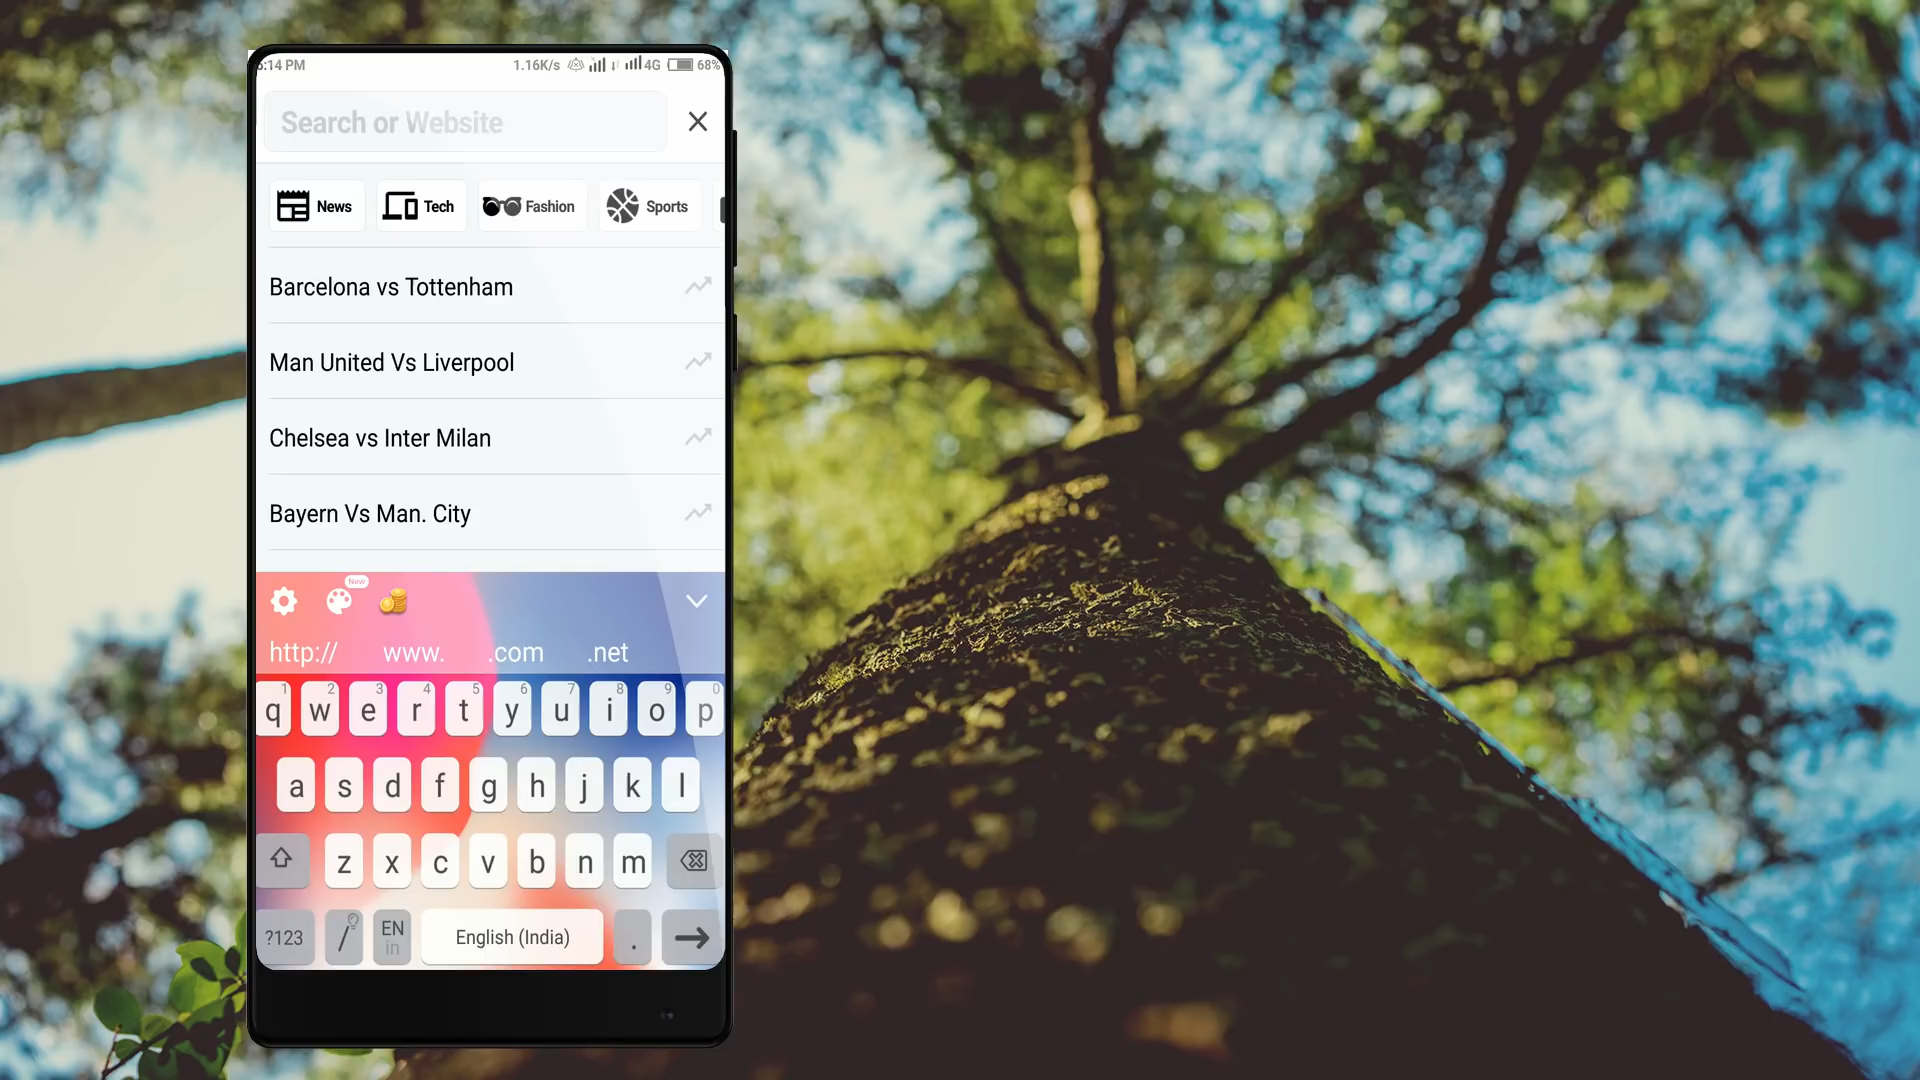 :14 PM 1.16K/s 4G 68%
Search or Website
News Tech Fashion Sports
Barcelona vs Tottenham
Man United Vs Liverpool
Chelsea vs Inter Milan
Bayern Vs Man. City
New
http:// www. .com .net
1 2 3 4 5 6 7 8 9 0
q w e r t y u i o p
a s d f g h j k l
z x c v b n m
?123 / EN in English (India) .